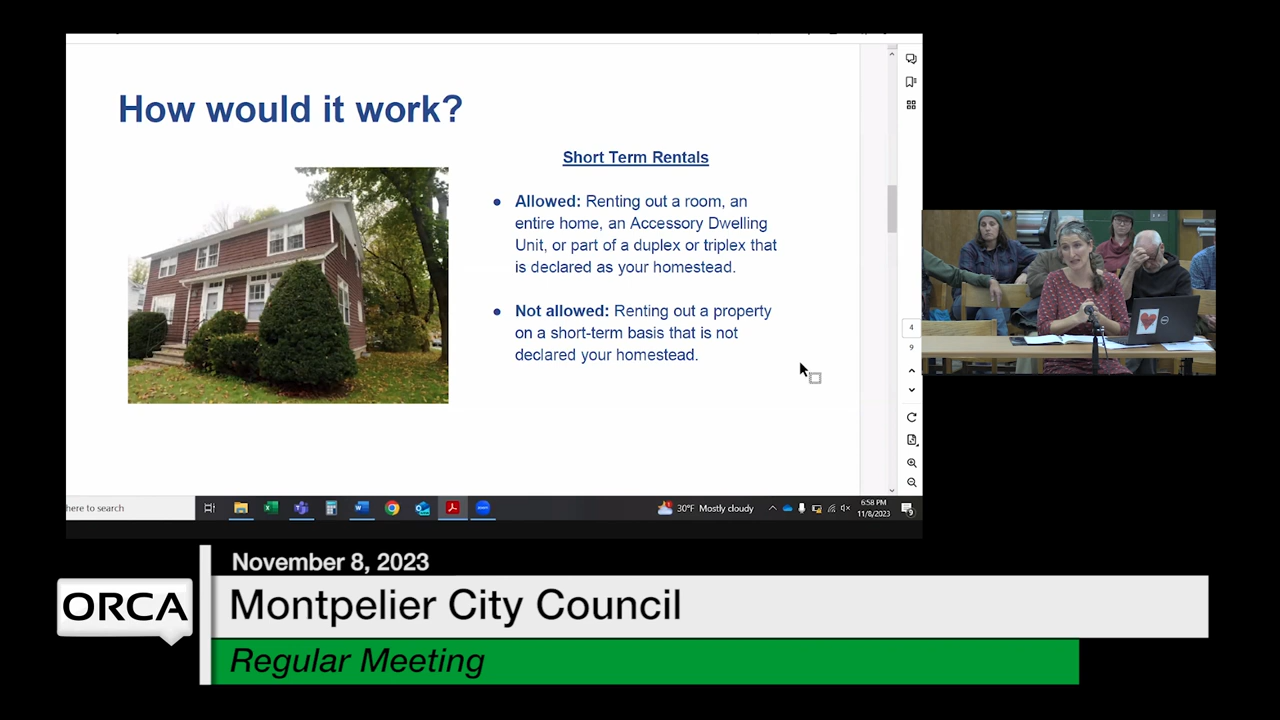 How would it work?
Short Term Rentals
● Allowed: Renting out a room, an
entire home, an Accessory Dwelling
Unit, or part of a duplex or triplex that
is declared as your homestead.
● Not allowed: Renting out a property
on a short-term basis that is not
declared your homestead.
4
9
here to search
30°F Mostly cloudy
6:58 PM
11/8/2023
November 8, 2023
ORCA
Montpelier City Council
Regular Meeting